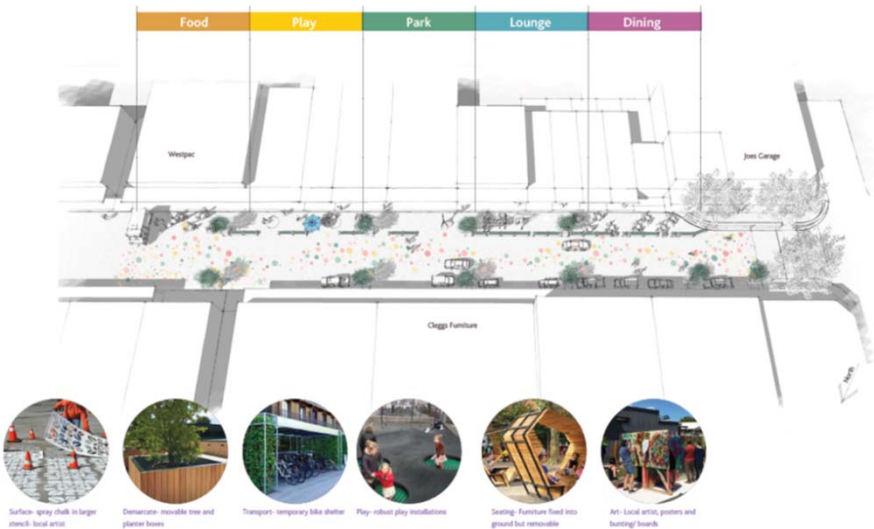 Food
Play
Park
Lounge
Dining
Westpac
Joes Garage
Cleggs Furniture
North
Surface- spray chalk in larger
stencil- local artist
Demarcate- movable tree and
planter boxes
Transport- temporary bike shelter
Play- robust play installations
Seating- Furniture fixed into
ground but removable
Art- Local artist, posters and
bunting/ boards